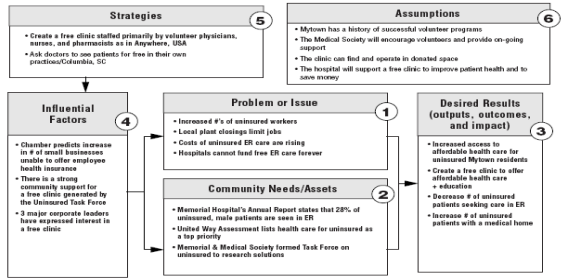 Strategies
5
• Create a free clinic staffed primarily by volunteer physicians,
nurses, and pharmacists as in Anywhere, USA
• Ask doctors to see patients for free in their own
practices/Columbia, SC
Assumptions
6
• Mytown has a history of successful volunteer programs
• The Medical Society will encourage volunteers and provide on-going
support
• The clinic can find and operate in donated space
• The hospital will support a free clinic to improve patient health and to
save money
Influential
Factors
4
• Chamber predicts increase
in # of small businesses
unable to offer employee
health insurance
• There is a strong
community support for
a free clinic generated by
the Uninsured Task Force
• 3 major corporate leaders
have expressed interest in
a free clinic
Problem or Issue
1
• Increased #'s of uninsured workers
• Local plant closings limit jobs
• Costs of uninsured ER care are rising
• Hospitals cannot fund free ER care forever
Community Needs/Assets
2
• Memorial Hospital's Annual Report states that 28% of
uninsured, male patients are seen in ER
• United Way Assessment lists health care for uninsured as
a top priority
• Memorial & Medical Society formed Task Force on
uninsured to research solutions
Desired Results
(outputs, outcomes,
and impact)
3
• Increased access to
affordable health care for
uninsured Mytown residents
• Create a free clinic to offer
affordable health care
+ education
• Decrease # of uninsured
patients seeking care in ER
• Increase # of uninsured
patients with a medical home